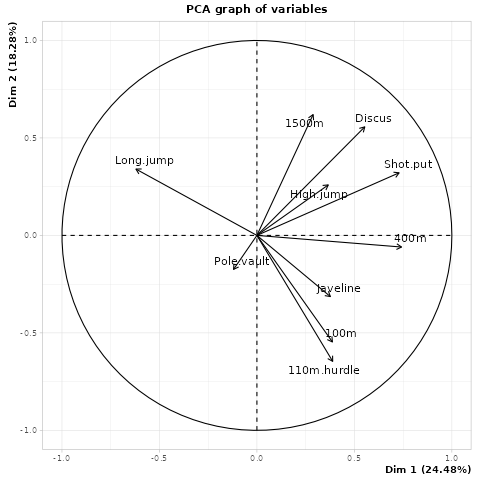 PCA graph of variables
Dim 2 (18.28%)
1.0
0.5
0.0
-0.5
-1.0
1500m
Discus
Long.jump
Shot.put
High.jump
400m
Pole.vault
Javeline
100m
110m.hurdle
-1.0 -0.5 0.0 0.5 1.0
Dim 1 (24.48%)